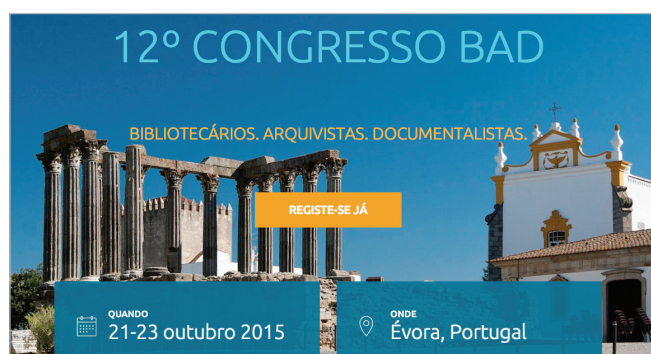 12º CONGRESSO BAD
BIBLIOTECÁRIOS. ARQUIVISTAS. DOCUMENTALISTAS.
REGISTE-SE JÁ
QUANDO
21-23 outubro 2015
ONDE
Évora, Portugal